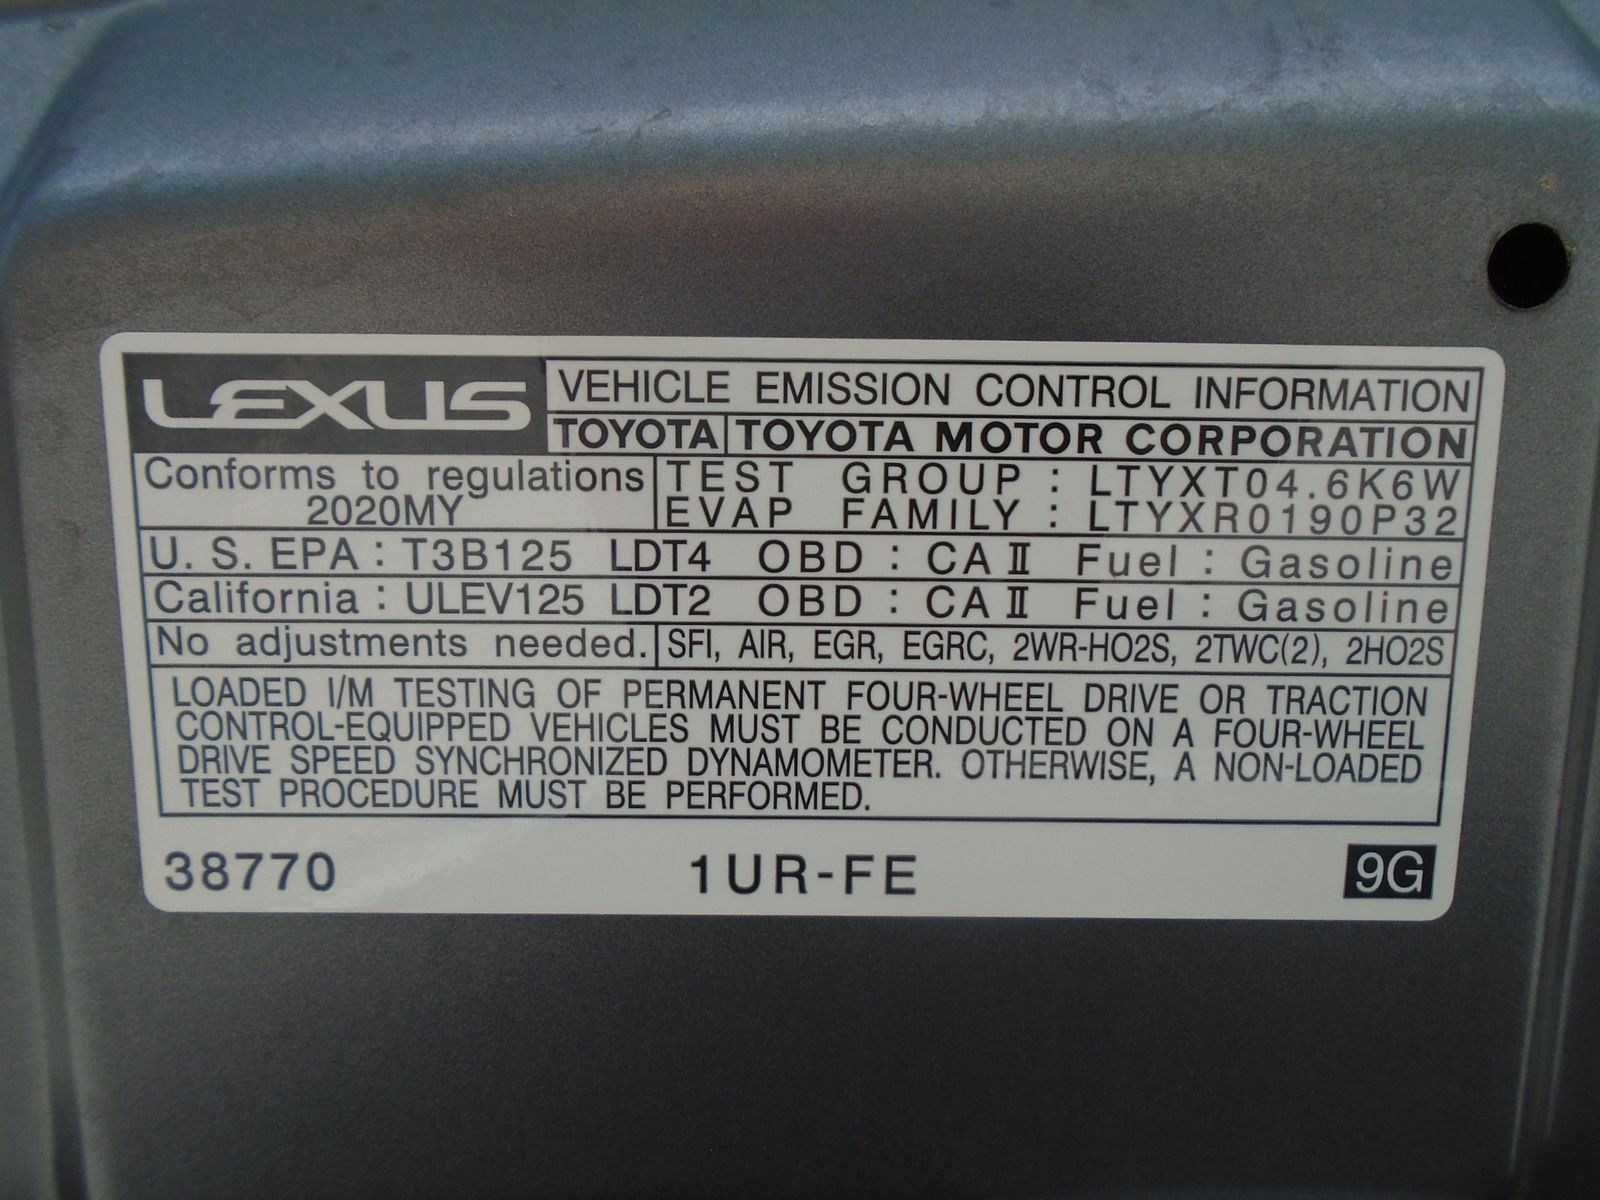 LEXUS
VEHICLE EMISSION CONTROL INFORMATION
TOYOTA TOYOTA MOTOR CORPORATION
Conforms to regulations
2020MY
TEST GROUP : LTYXT04.6K6W
EVAP FAMILY : LTYXR0190P32
U.S. EPA : T3B125 LDT4 OBD : CA II Fuel : Gasoline
California : ULEV125 LDT2 OBD : CA II Fuel : Gasoline
No adjustments needed. SFI, AIR, EGR, EGRC, 2WR-HO2S, 2TWC(2), 2HO2S
LOADED I/M TESTING OF PERMANENT FOUR-WHEEL DRIVE OR TRACTION
CONTROL-EQUIPPED VEHICLES MUST BE CONDUCTED ON A FOUR-WHEEL
DRIVE SPEED SYNCHRONIZED DYNAMOMETER. OTHERWISE, A NON-LOADED
TEST PROCEDURE MUST BE PERFORMED.
38770 1UR-FE 9G